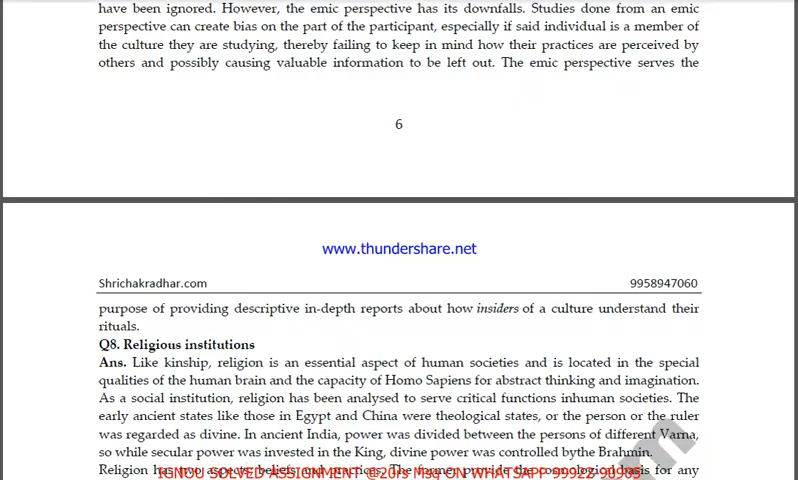 have been ignored. However, the emic perspective has its downfalls. Studies done from an emic
perspective can create bias on the part of the participant, especially if said individual is a member of
the culture they are studying, thereby failing to keep in mind how their practices are perceived by
others and possibly causing valuable information to be left out. The emic perspective serves the
6
www.thundershare.net
Shrichakradhar.com 9958947060
purpose of providing descriptive in-depth reports about how insiders of a culture understand their
rituals.
Q8. Religious institutions
Ans. Like kinship, religion is an essential aspect of human societies and is located in the special
qualities of the human brain and the capacity of Homo Sapiens for abstract thinking and imagination.
As a social institution, religion has been analysed to serve critical functions inhuman societies. The
early ancient states like those in Egypt and China were theological states, or the person or the ruler
was regarded as divine. In ancient India, power was divided between the persons of different Varna,
so while secular power was invested in the King, divine power was controlled bythe Brahmin.
Religion has two aspects, beliefs and practices. The former provide the cosmological basis for any
IGNOU SOLVED ASSIGNMENT @20rs Msg ON WHATSAPP 99922-90905